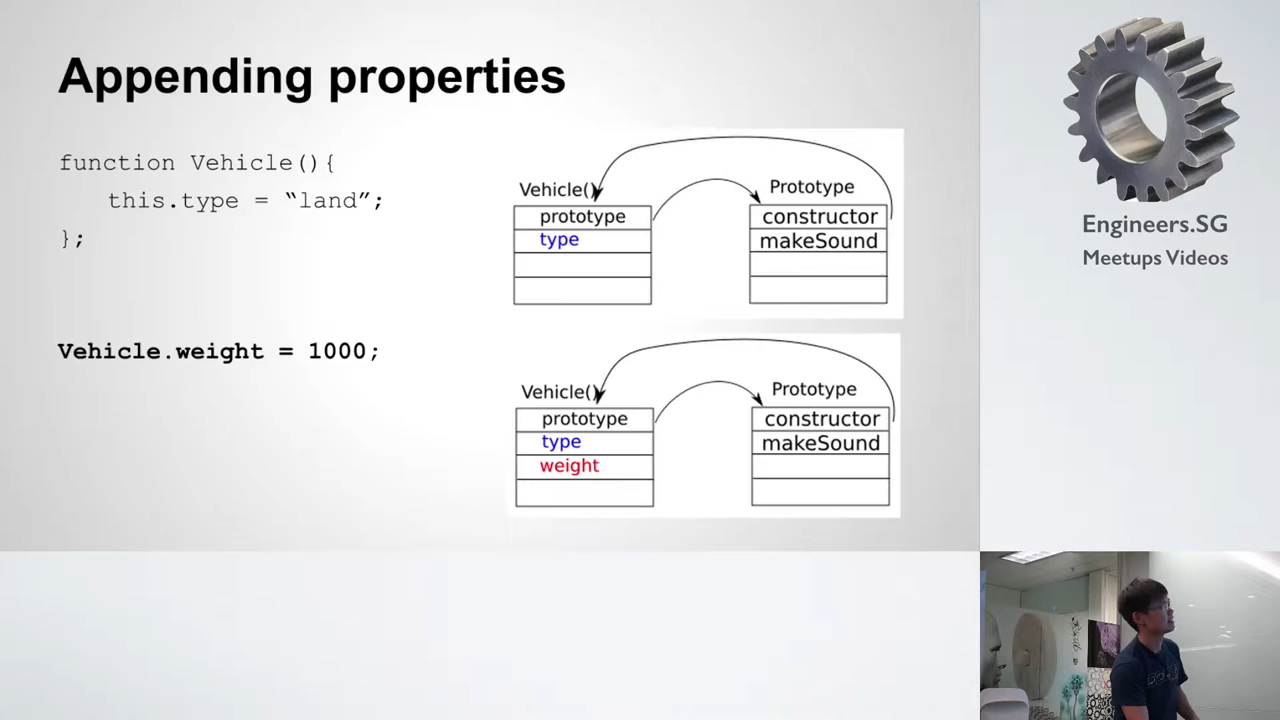 Appending properties
function Vehicle(){
this.type = “land”;
};
Vehicle.weight = 1000;
Vehicle()
prototype
type
Prototype
constructor
makeSound
Vehicle()
prototype
type
weight
Prototype
constructor
makeSound
Engineers.SG
Meetups Videos